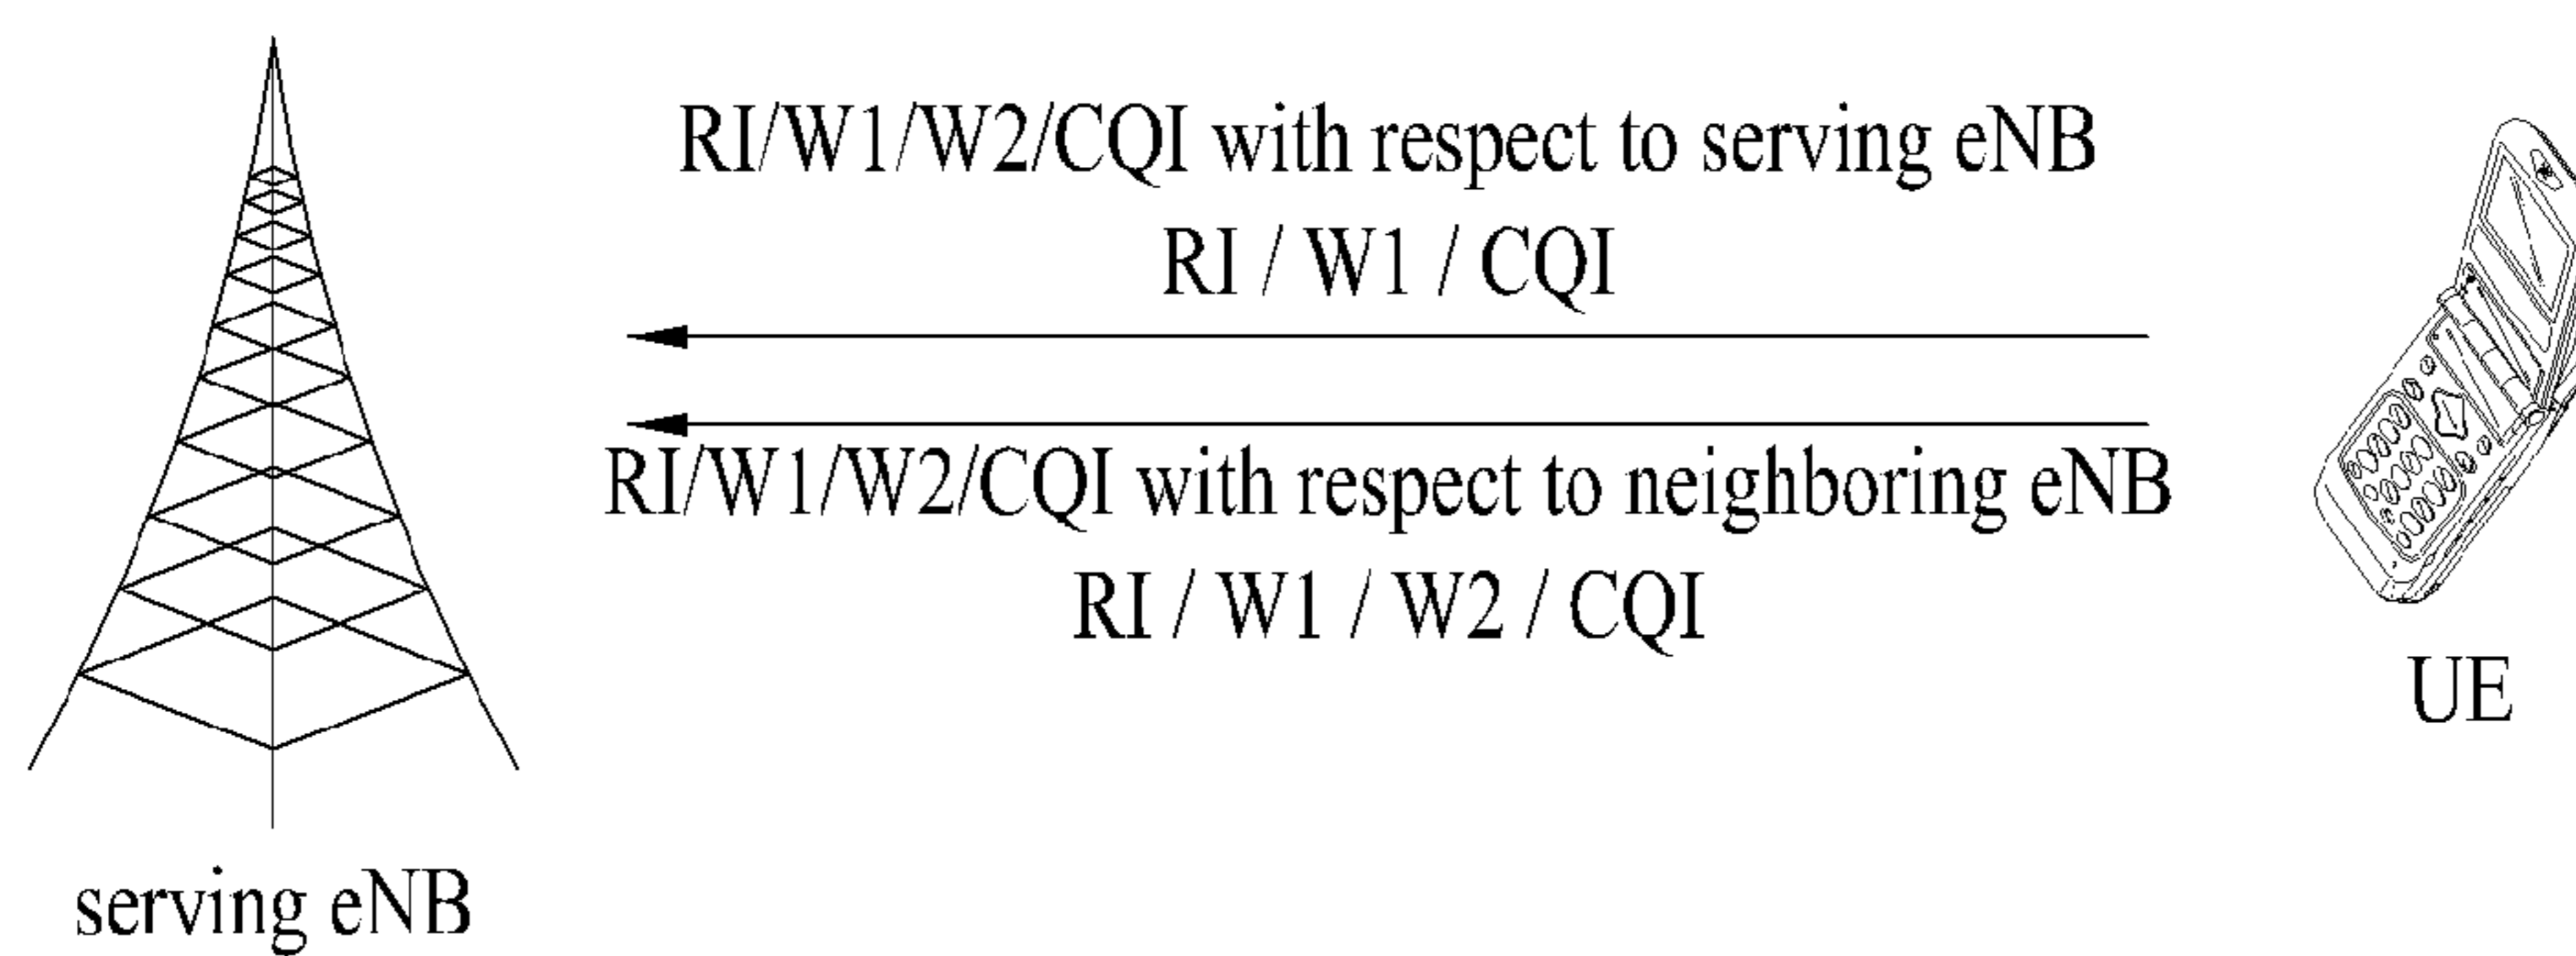 RI/W1/W2/CQI with respect to serving eNB
RI / W1 / CQI
RI/W1/W2/CQI with respect to neighboring eNB
RI / W1 / W2 / CQI
UE
serving eNB